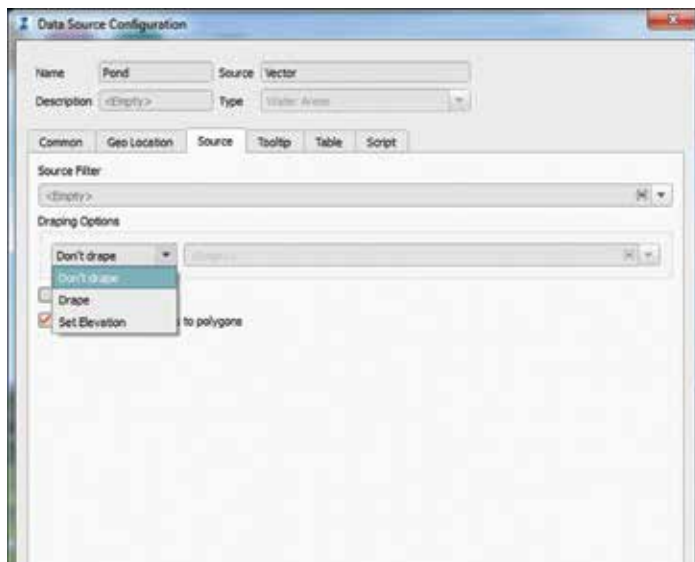 Data Source Configuration
Name Pond Source Vector
Description <Empty> Type Water Areas
Common Geo Location Source Tooltip Table Script
Source Filter
<Empty>
Draping Options
Don't drape <Empty>
Don't drape
Drape
Set Elevation
to polygons